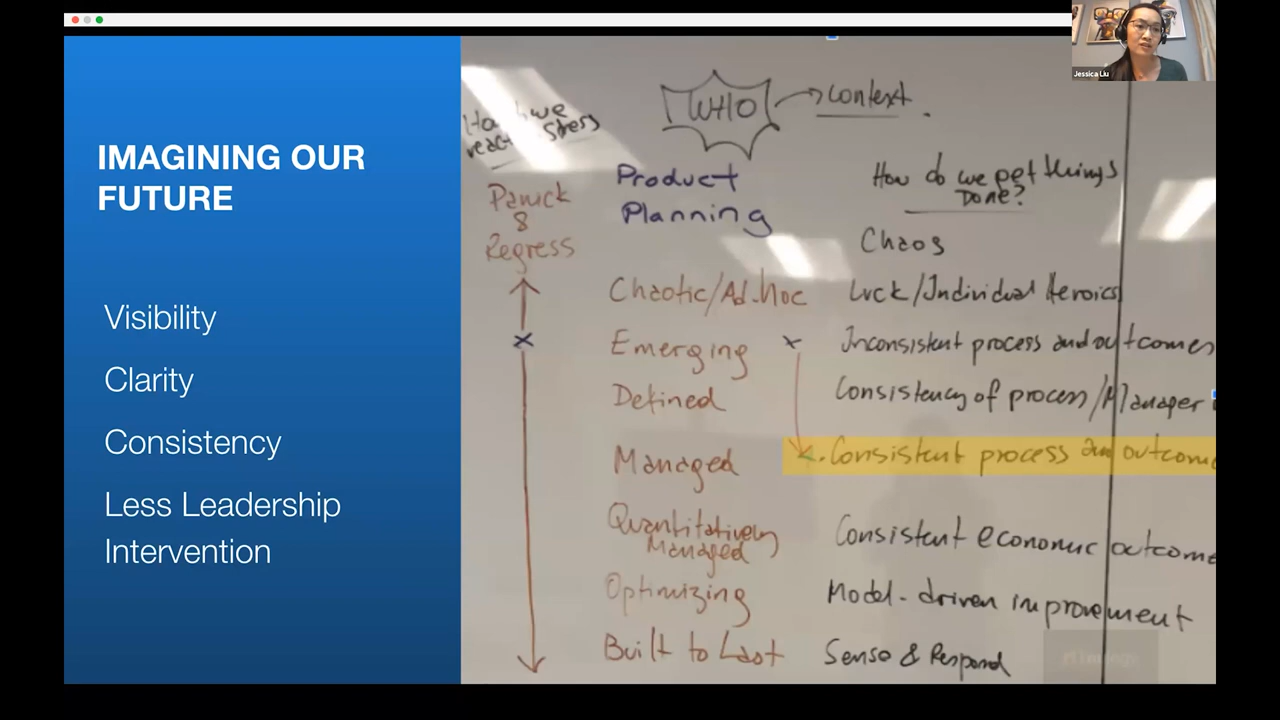 Jessica Liu
IMAGINING OUR
FUTURE
Visibility
Clarity
Consistency
Less Leadership
Intervention
we
react
Stress
Panick
&
Regress
WHO
context
Product
Planning
How do we get things
Done?
Chaos
Chaotic/Ad-hoc
Luck/Individual Heroics
Emerging
Inconsistent process and outcomes
Defined
Consistency of process/Manager
Managed
Consistent process and outcome
Quantitatively
Managed
Consistent economic outcome
Optimizing
Model-driven improvement
Built to Last
Sense & Respond